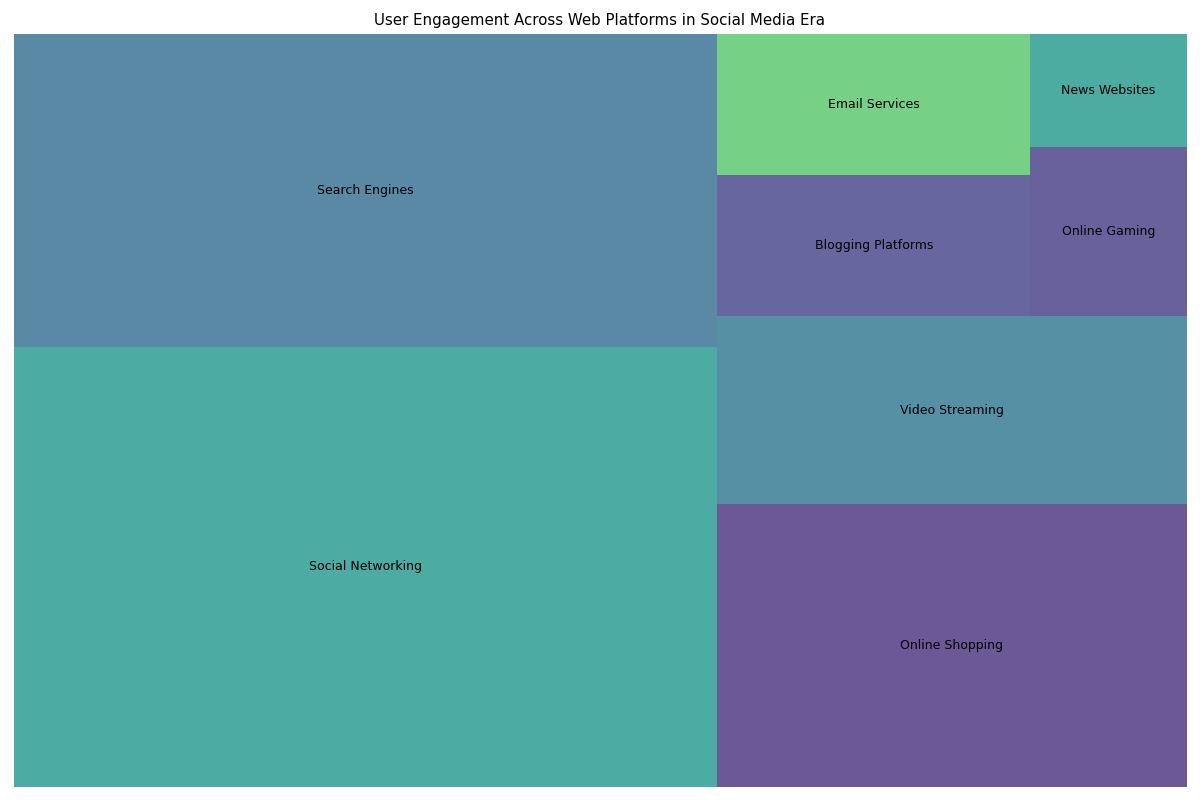 User Engagement Across Web Platforms in Social Media Era
Search Engines
Social Networking
Email Services
News Websites
Blogging Platforms
Online Gaming
Video Streaming
Online Shopping